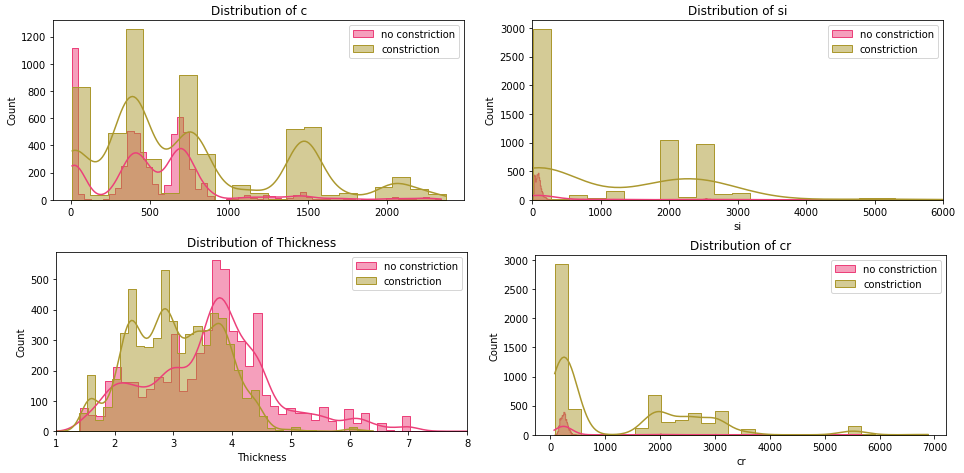 Distribution of c
Count
1200
1000
800
600
400
200
0
0 500 1000 1500 2000
no constriction
constriction
Distribution of si
Count
3000
2500
2000
1500
1000
500
0
0 1000 2000 3000 4000 5000 6000
si
no constriction
constriction
Distribution of Thickness
Count
500
400
300
200
100
0
1 2 3 4 5 6 7 8
Thickness
no constriction
constriction
Distribution of cr
Count
3000
2500
2000
1500
1000
500
0
0 1000 2000 3000 4000 5000 6000 7000
cr
no constriction
constriction